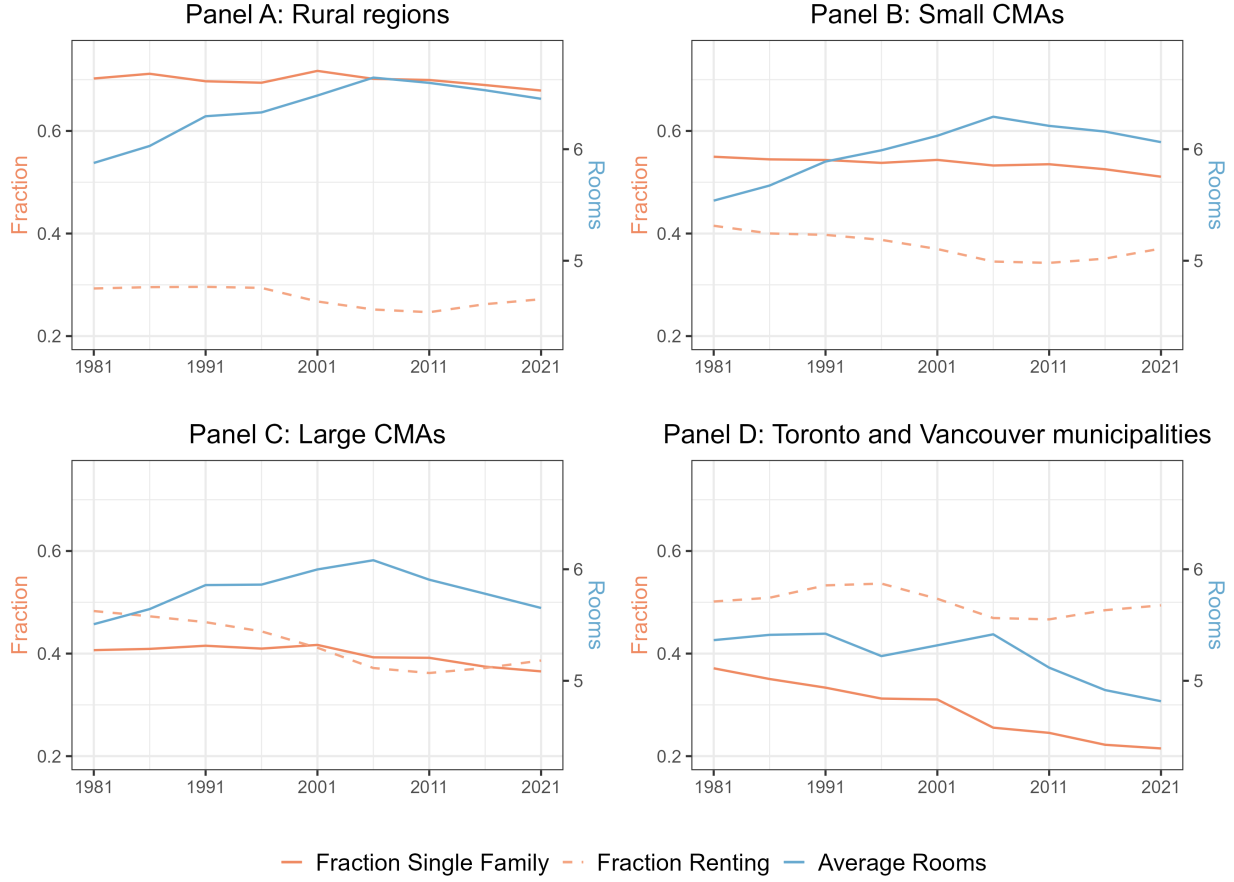 Panel A: Rural regions
Fraction
0.6
0.4
0.2
6
5
Rooms
1981 1991 2001 2011 2021
Panel B: Small CMAs
Fraction
0.6
0.4
0.2
6
5
Rooms
1981 1991 2001 2011 2021
Panel C: Large CMAs
Fraction
0.6
0.4
0.2
6
5
Rooms
1981 1991 2001 2011 2021
Panel D: Toronto and Vancouver municipalities
Fraction
0.6
0.4
0.2
6
5
Rooms
1981 1991 2001 2011 2021
Fraction Single Family Fraction Renting Average Rooms